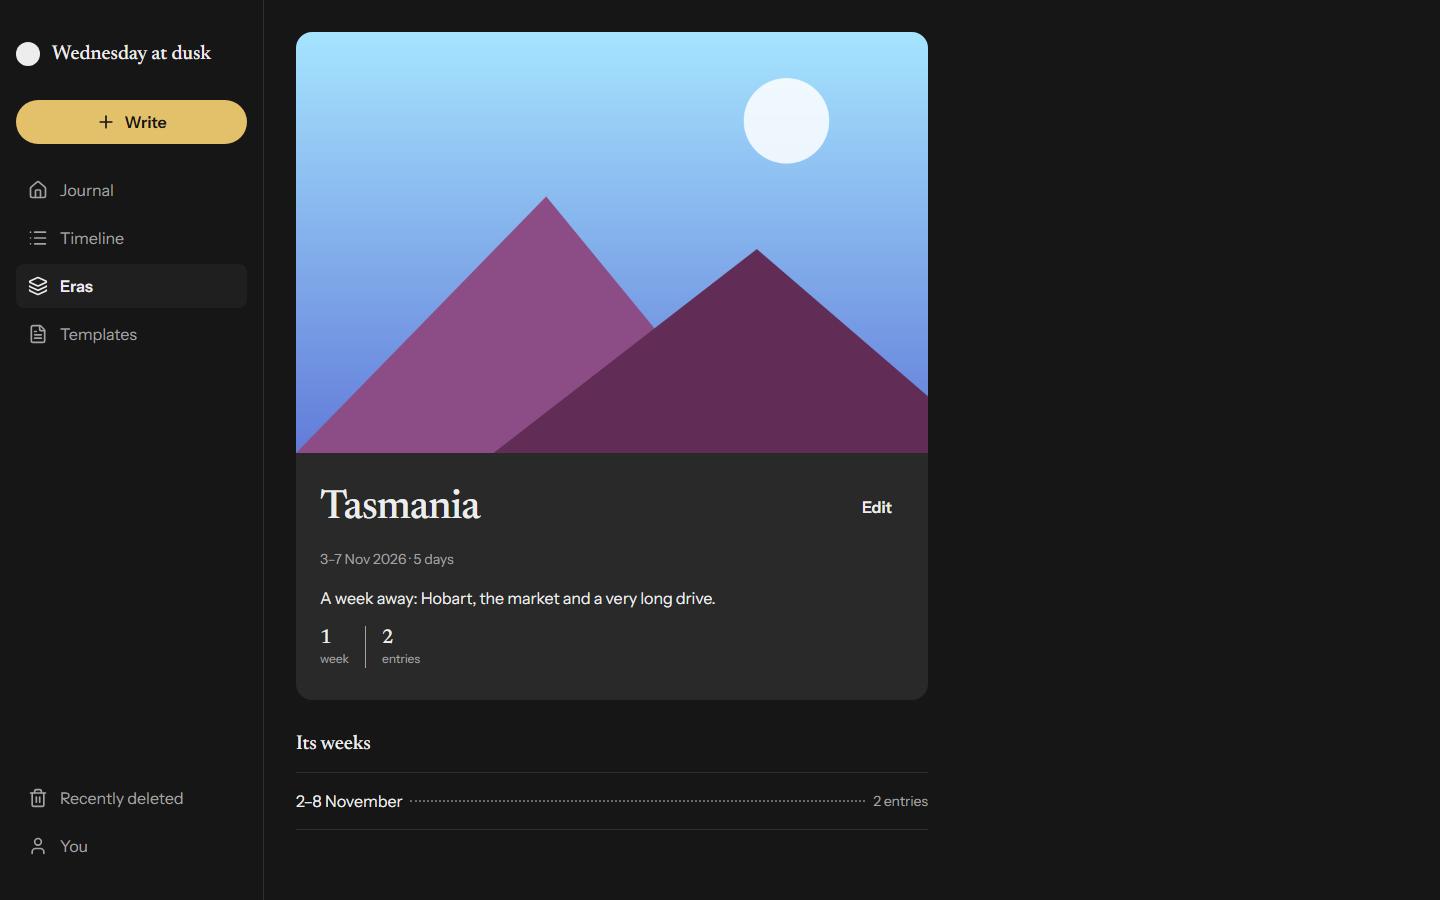 Wednesday at dusk
Write
Journal
Timeline
Eras
Templates
Recently deleted
You
Tasmania
Edit
3–7 Nov 2026 · 5 days
A week away: Hobart, the market and a very long drive.
1
week
2
entries
Its weeks
2–8 November
2 entries